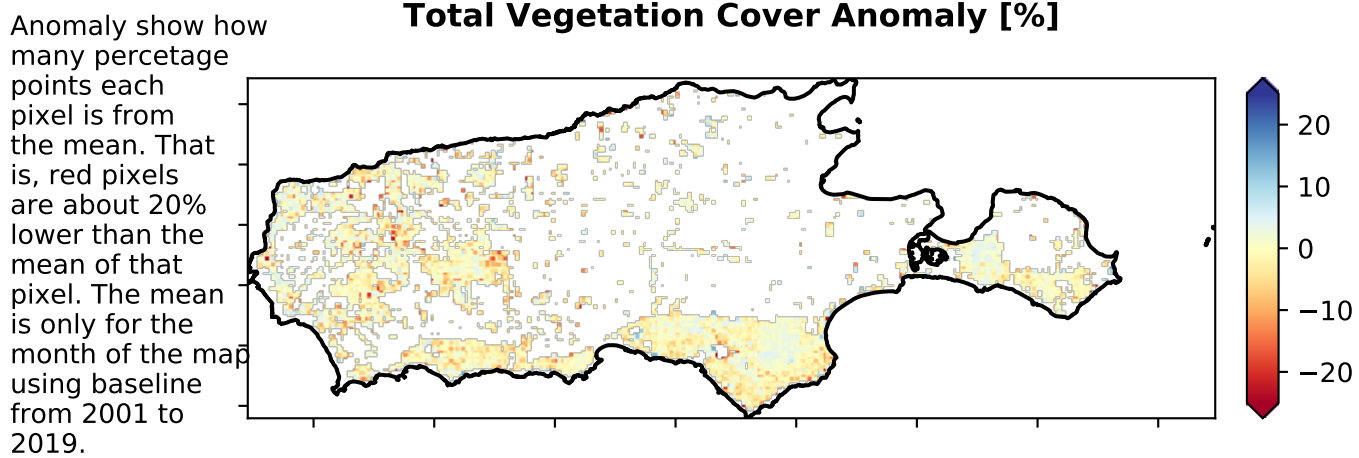 Total Vegetation Cover Anomaly [%]
Anomaly show how
many percetage
points each
pixel is from
the mean. That
is, red pixels
are about 20%
lower than the
mean of that
pixel. The mean
is only for the
month of the map
using baseline
from 2001 to
2019.
20
10
0
−10
−20